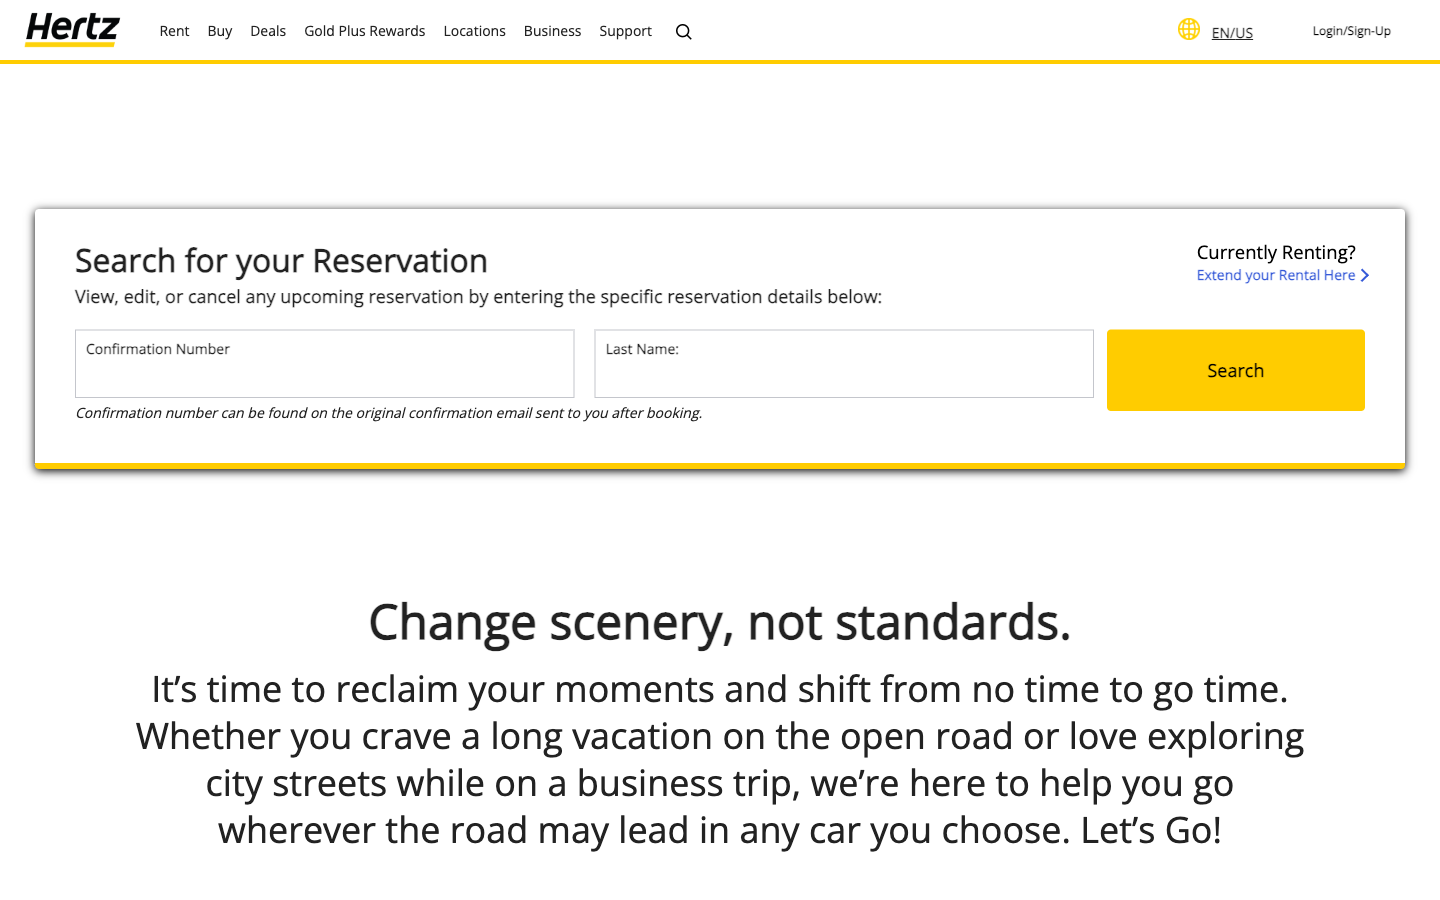 Hertz
Rent Buy Deals Gold Plus Rewards Locations Business Support
EN/US
Login/Sign-Up
Search for your Reservation
View, edit, or cancel any upcoming reservation by entering the specific reservation details below:
Currently Renting?
Extend your Rental Here
Confirmation Number
Last Name:
Search
Confirmation number can be found on the original confirmation email sent to you after booking.
Change scenery, not standards.
It’s time to reclaim your moments and shift from no time to go time.
Whether you crave a long vacation on the open road or love exploring
city streets while on a business trip, we’re here to help you go
wherever the road may lead in any car you choose. Let’s Go!